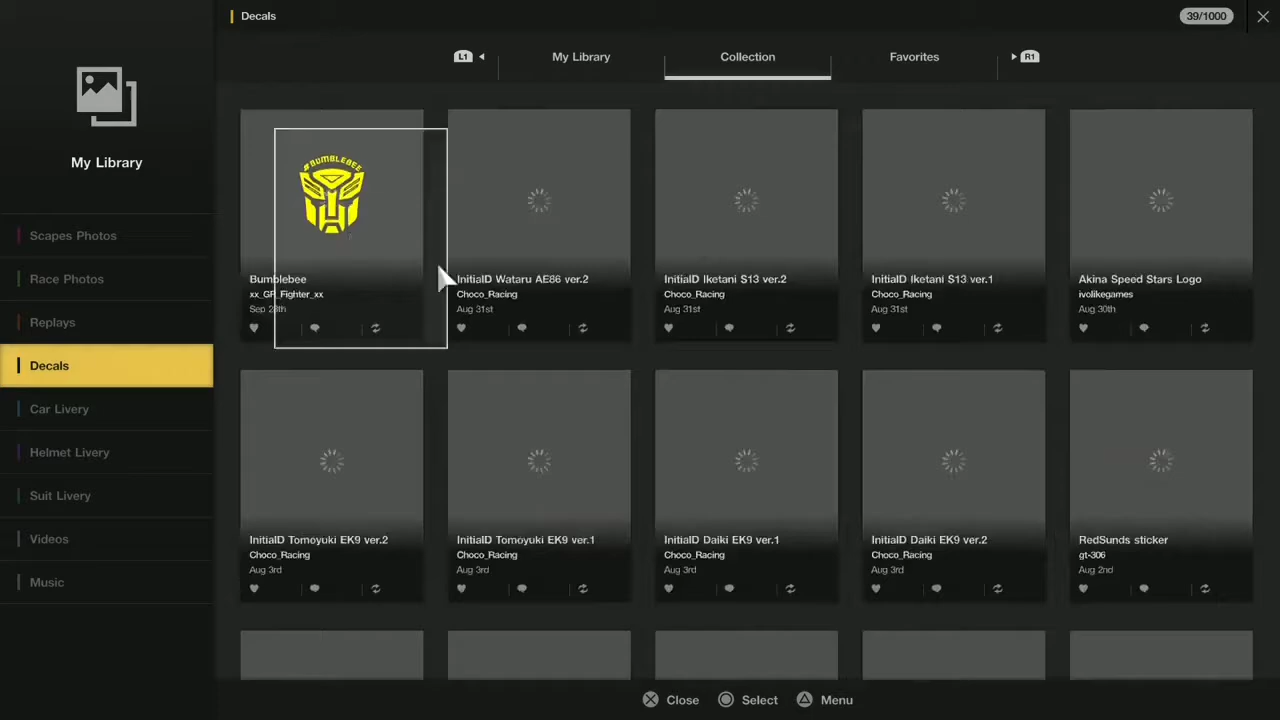 Decals
39/1000
L1
My Library
Collection
Favorites
R1
My Library
Scapes Photos
Race Photos
Replays
Decals
Car Livery
Helmet Livery
Suit Livery
Videos
Music
#BUMBLEBEE
Bumblebee
xx_GR_Fighter_xx
Sep 28th
InitialD Wataru AE86 ver.2
Choco_Racing
Aug 31st
InitialD Iketani S13 ver.2
Choco_Racing
Aug 31st
InitialD Iketani S13 ver.1
Choco_Racing
Aug 31st
Akina Speed Stars Logo
ivolikegames
Aug 30th
InitialD Tomoyuki EK9 ver.2
Choco_Racing
Aug 3rd
InitialD Tomoyuki EK9 ver.1
Choco_Racing
Aug 3rd
InitialD Daiki EK9 ver.1
Choco_Racing
Aug 3rd
InitialD Daiki EK9 ver.2
Choco_Racing
Aug 3rd
RedSunds sticker
gt-306
Aug 2nd
Close
Select
Menu